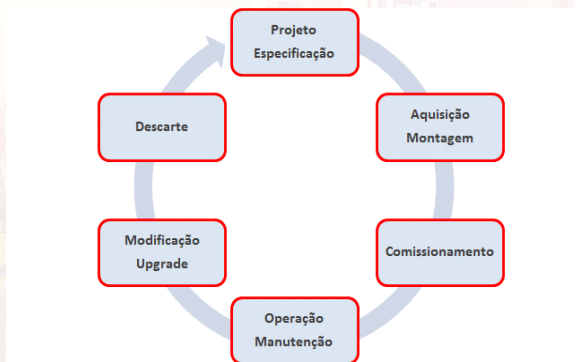 Projeto
Especificação
Aquisição
Montagem
Comissionamento
Operação
Manutenção
Modificação
Upgrade
Descarte